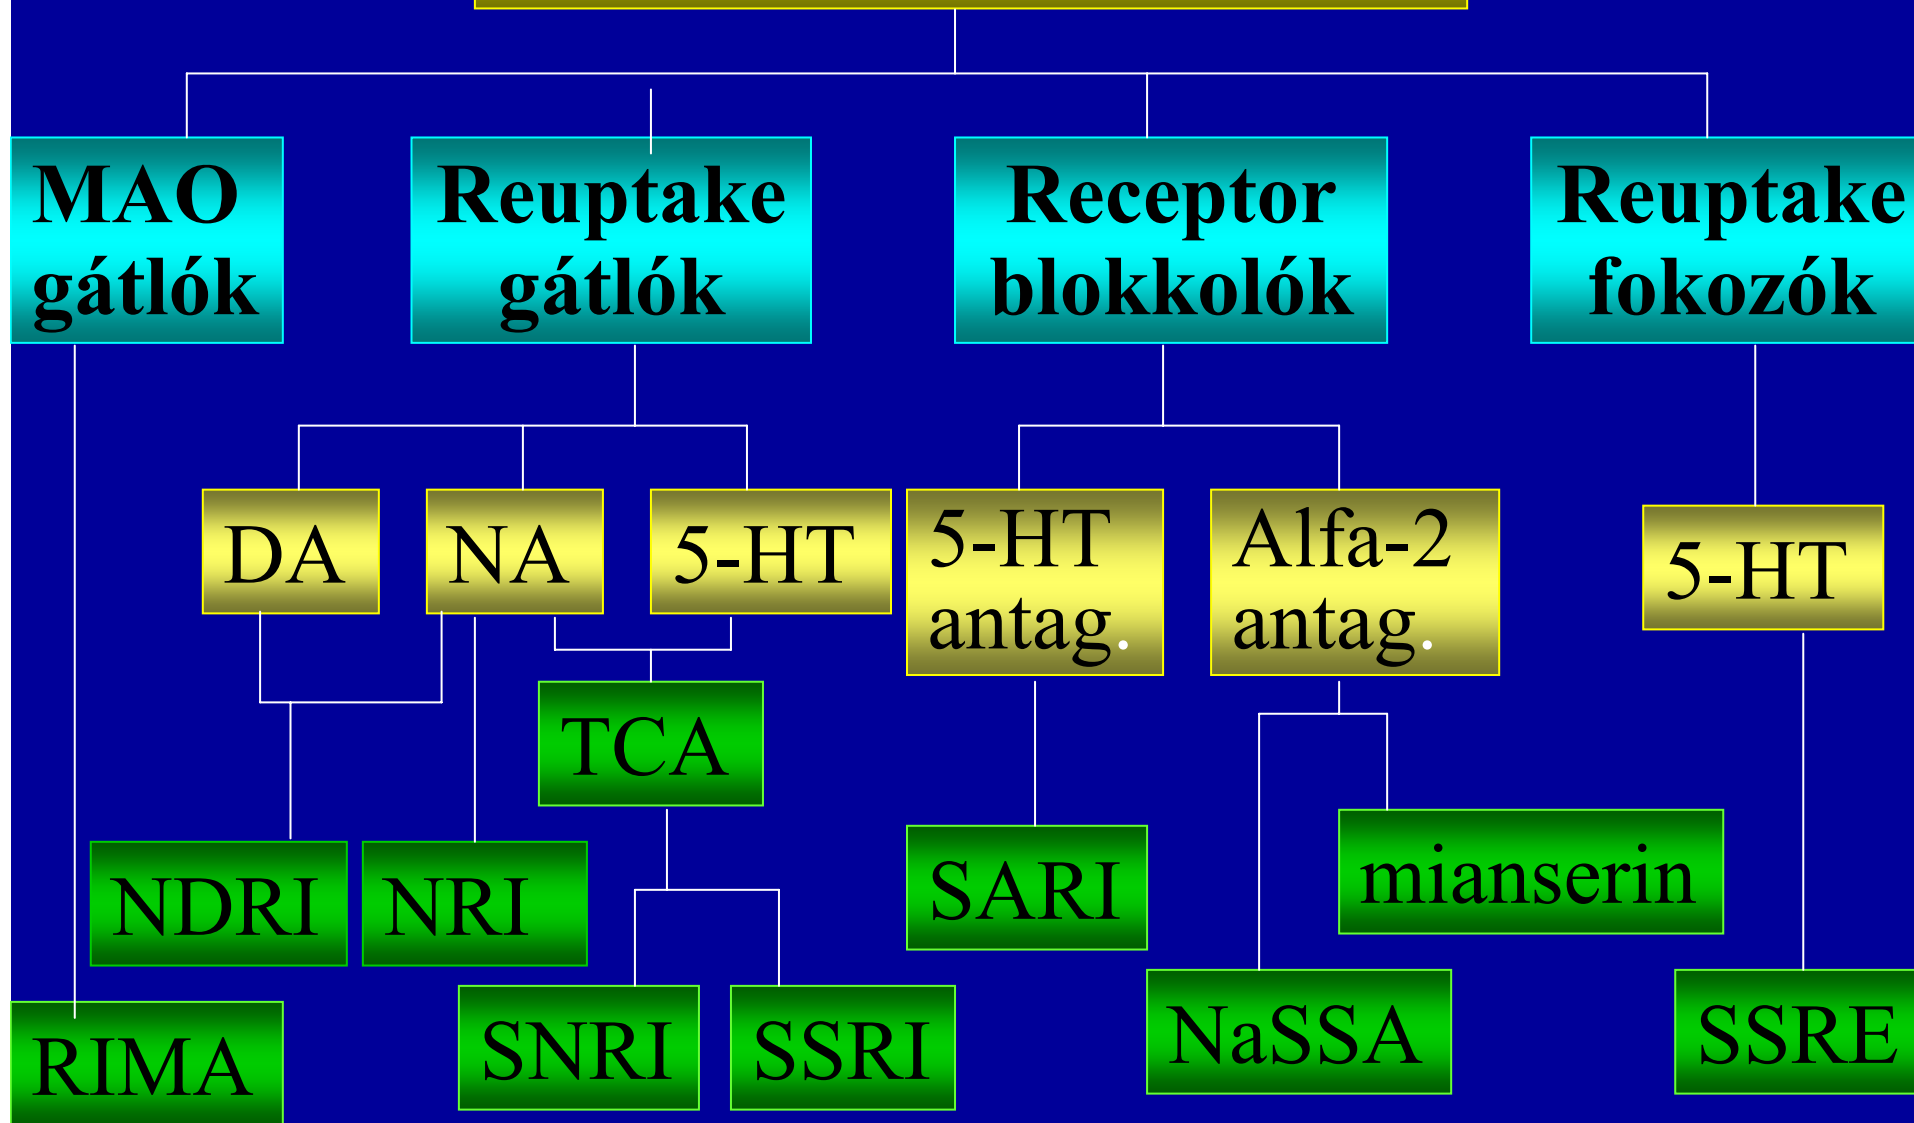 MAO
gátlók
Reuptake
gátlók
Receptor
blokkolók
Reuptake
fokozók
DA
NA
5-HT
5-HT
antag.
Alfa-2
antag.
5-HT
TCA
NDRI
NRI
SARI
mianserin
RIMA
SNRI
SSRI
NaSSA
SSRE